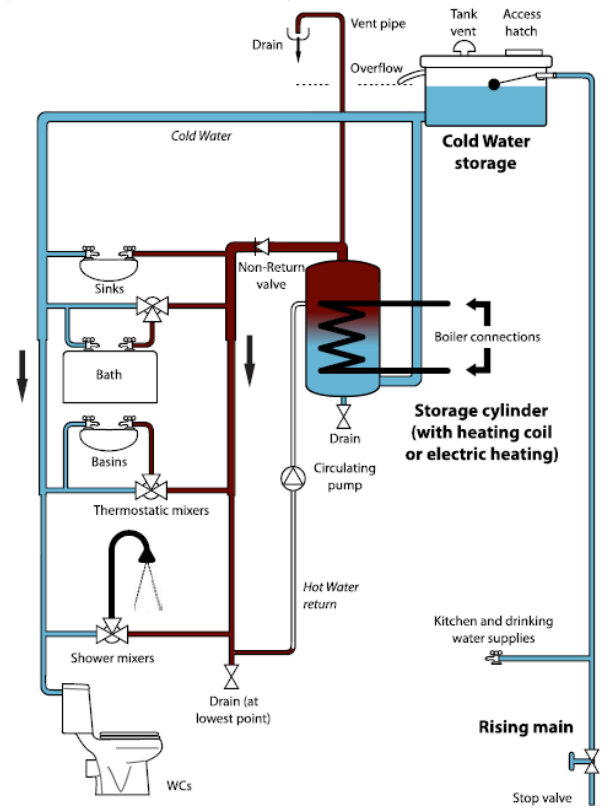 Tank
vent
Access
hatch
Vent pipe
Drain
Overflow
Cold Water
storage
Cold Water
Non-Return
valve
Sinks
Boiler connections
Bath
Storage cylinder
(with heating coil
or electric heating)
Drain
Basins
Circulating
pump
Thermostatic mixers
Hot Water
return
Kitchen and drinking
water supplies
Shower mixers
Drain (at
lowest point)
Rising main
WCs
Stop valve